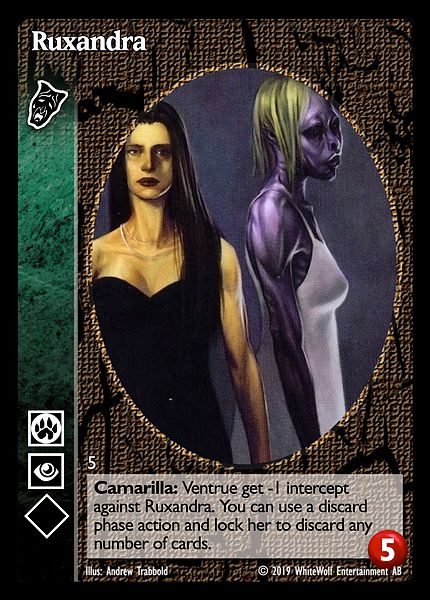 Ruxandra
5
Camarilla: Ventrue get -1 intercept
against Ruxandra. You can use a discard
phase action and lock her to discard any
number of cards.
5
Illus: Andrew Trabbold © 2019 WhiteWolf Entertainment AB